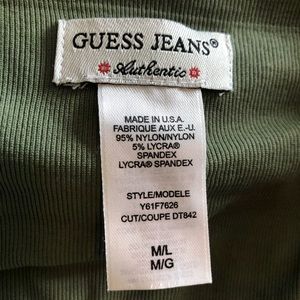 GUESS JEANS®
Authentic
MADE IN U.S.A.
FABRIQUE AUX E.-U.
95% NYLON/NYLON
5% LYCRA®
SPANDEX
LYCRA® SPANDEX
STYLE/MODELE
Y61F7626
CUT/COUPE DT842
M/L
M/G